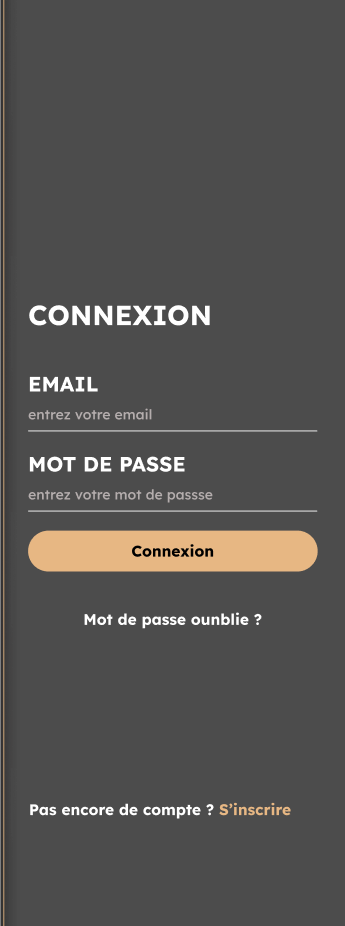 CONNEXION
EMAIL
entrez votre email
MOT DE PASSE
entrez votre mot de passse
Connexion
Mot de passe ounblie ?
Pas encore de compte ? S’inscrire